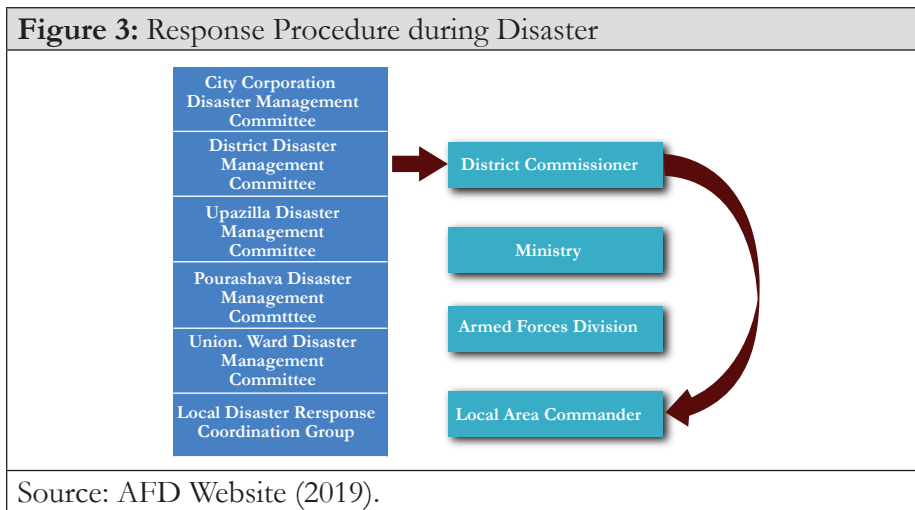 Figure 3: Response Procedure during Disaster
City Corporation
Disaster Management
Committee
District Disaster
Management
Committee
Upazilla Disaster
Management
Committee
Pourashava Disaster
Management
Committtee
Union. Ward Disaster
Management
Committee
Local Disaster Rersponse
Coordination Group
District Commissioner
Ministry
Armed Forces Division
Local Area Commander
Source: AFD Website (2019).